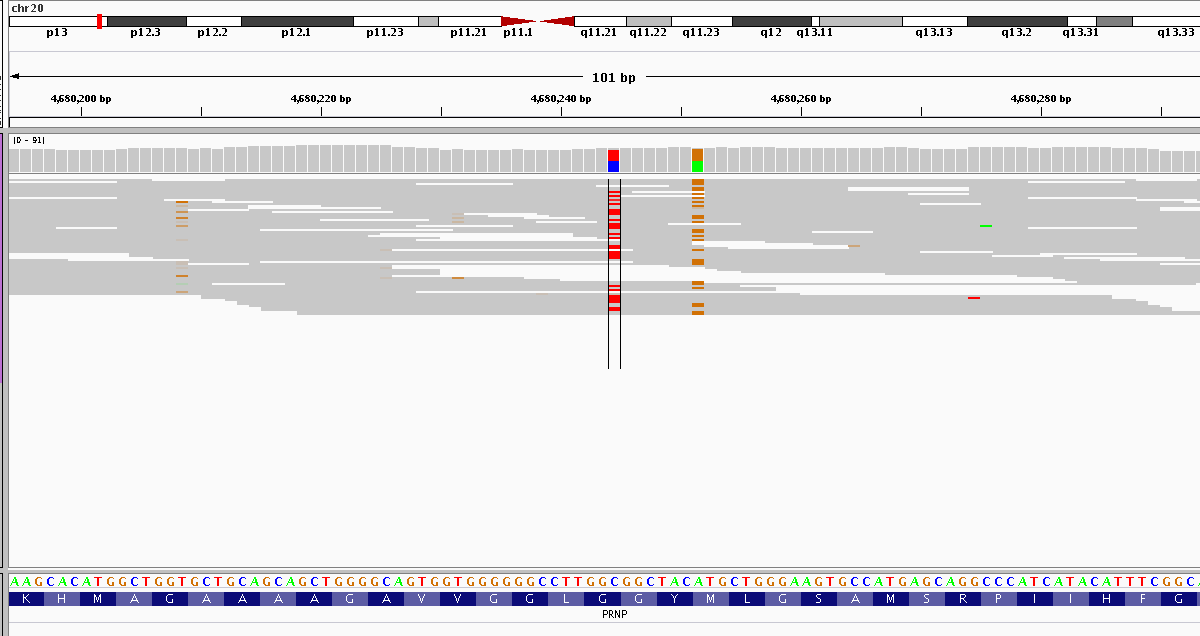 chr20
p13 p12.3 p12.2 p12.1 p11.23 p11.21 p11.1 q11.21 q11.22 q11.23 q12 q13.11 q13.13 q13.2 q13.31 q13.33
101 bp
4,680,200 bp 4,680,220 bp 4,680,240 bp 4,680,260 bp 4,680,280 bp
[0 - 91]
AAGCACATGGCTGGTGCTGCAGCAGCTGGGGCAGTGGTGGGGGGCCTTGGCGGCTACATGCTGGGAAGTGCCATGAGCAGGCCCATCATACATTTCGGC
K H M A G A A A A G A V V G G L G G Y M L G S A M S R P I I H F G
PRNP